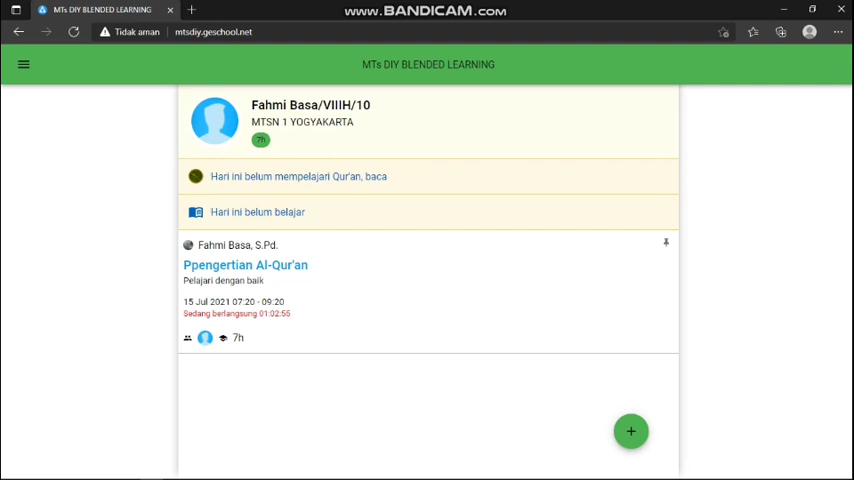 MTs DIY BLENDED LEARNING
www.BANDICAM.com
Tidak aman
mtsdiy.geschool.net
MTs DIY BLENDED LEARNING
Fahmi Basa/VIIIH/10
MTSN 1 YOGYAKARTA
7h
Hari ini belum mempelajari Qur'an, baca
Hari ini belum belajar
Fahmi Basa, S.Pd.
Ppengertian Al-Qur'an
Pelajari dengan baik
15 Jul 2021 07:20 - 09:20
Sedang berlangsung 01:02:55
7h